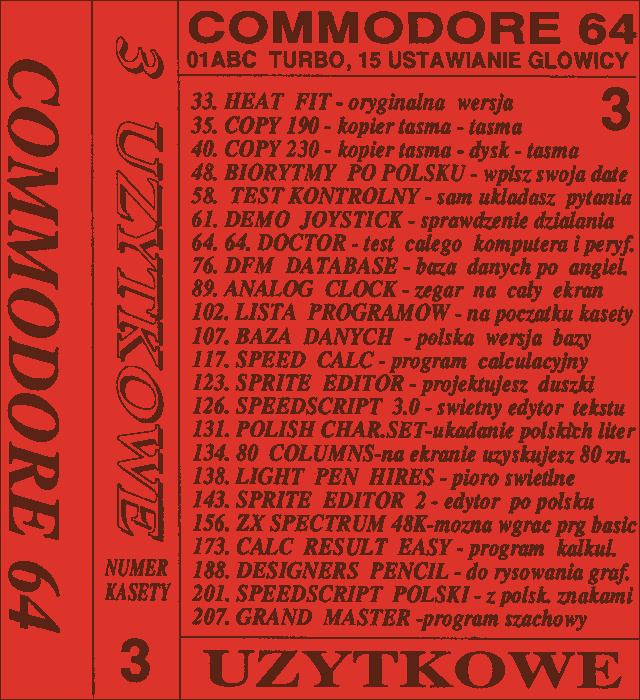 COMMODORE 64
3 UZYTKOWE
NUMER
KASETY
3
COMMODORE 64
01ABC TURBO, 15 USTAWIANIE GLOWICY
3
33. HEAT FIT - oryginalna wersja
35. COPY 190 - kopier tasma - tasma
40. COPY 230 - kopier tasma - dysk - tasma
48. BIORYTMY PO POLSKU - wpisz swoja date
58. TEST KONTROLNY - sam ukladasz pytania
61. DEMO JOYSTICK - sprawdzenie dzialania
64. 64. DOCTOR - test calego komputera i peryf.
76. DFM DATABASE - baza danych po angiel.
89. ANALOG CLOCK - zegar na caly ekran
102. LISTA PROGRAMOW - na poczatku kasety
107. BAZA DANYCH - polska wersja bazy
117. SPEED CALC - program calculacyjny
123. SPRITE EDITOR - projektujesz duszki
126. SPEEDSCRIPT 3.0 - swietny edytor tekstu
131. POLISH CHAR.SET-ukadanie polskich liter
134. 80 COLUMNS-na ekranie uzyskujesz 80 zn.
138. LIGHT PEN HIRES - pioro swietlne
143. SPRITE EDITOR 2 - edytor po polsku
156. ZX SPECTRUM 48K-mozna wgrac prg basic
173. CALC RESULT EASY - program kalkul.
188. DESIGNERS PENCIL - do rysowania graf.
201. SPEEDSCRIPT POLSKI - z polsk. znakami
207. GRAND MASTER -program szachowy
UZYTKOWE